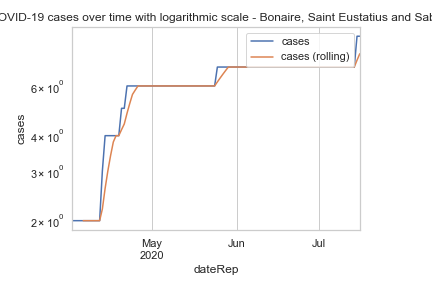 OVID-19 cases over time with logarithmic scale - Bonaire, Saint Eustatius and Sab
cases
cases (rolling)
6 × 10⁰
4 × 10⁰
3 × 10⁰
2 × 10⁰
cases
May
2020
Jun
Jul
dateRep